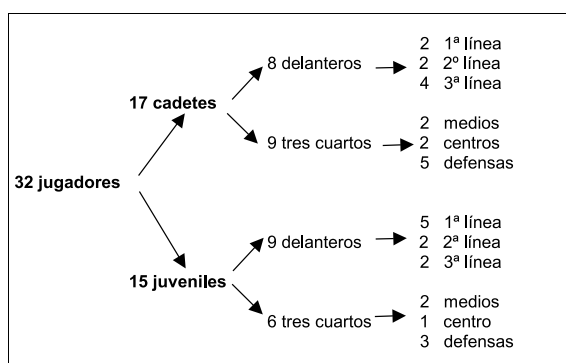 32 jugadores
17 cadetes
8 delanteros
2 1ª línea
2 2º línea
4 3ª línea
9 tres cuartos
2 medios
2 centros
5 defensas
15 juveniles
9 delanteros
5 1ª línea
2 2ª línea
2 3ª línea
6 tres cuartos
2 medios
1 centro
3 defensas